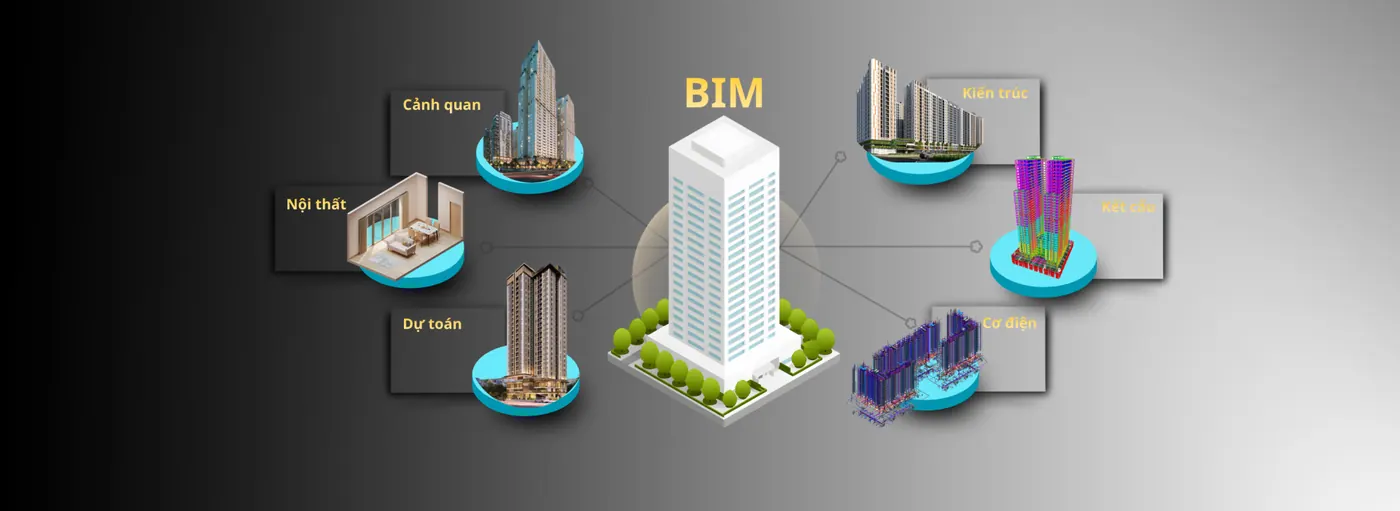 BIM
Cảnh quan
Nội thất
Dự toán
Kiến trúc
Kết cấu
Cơ điện